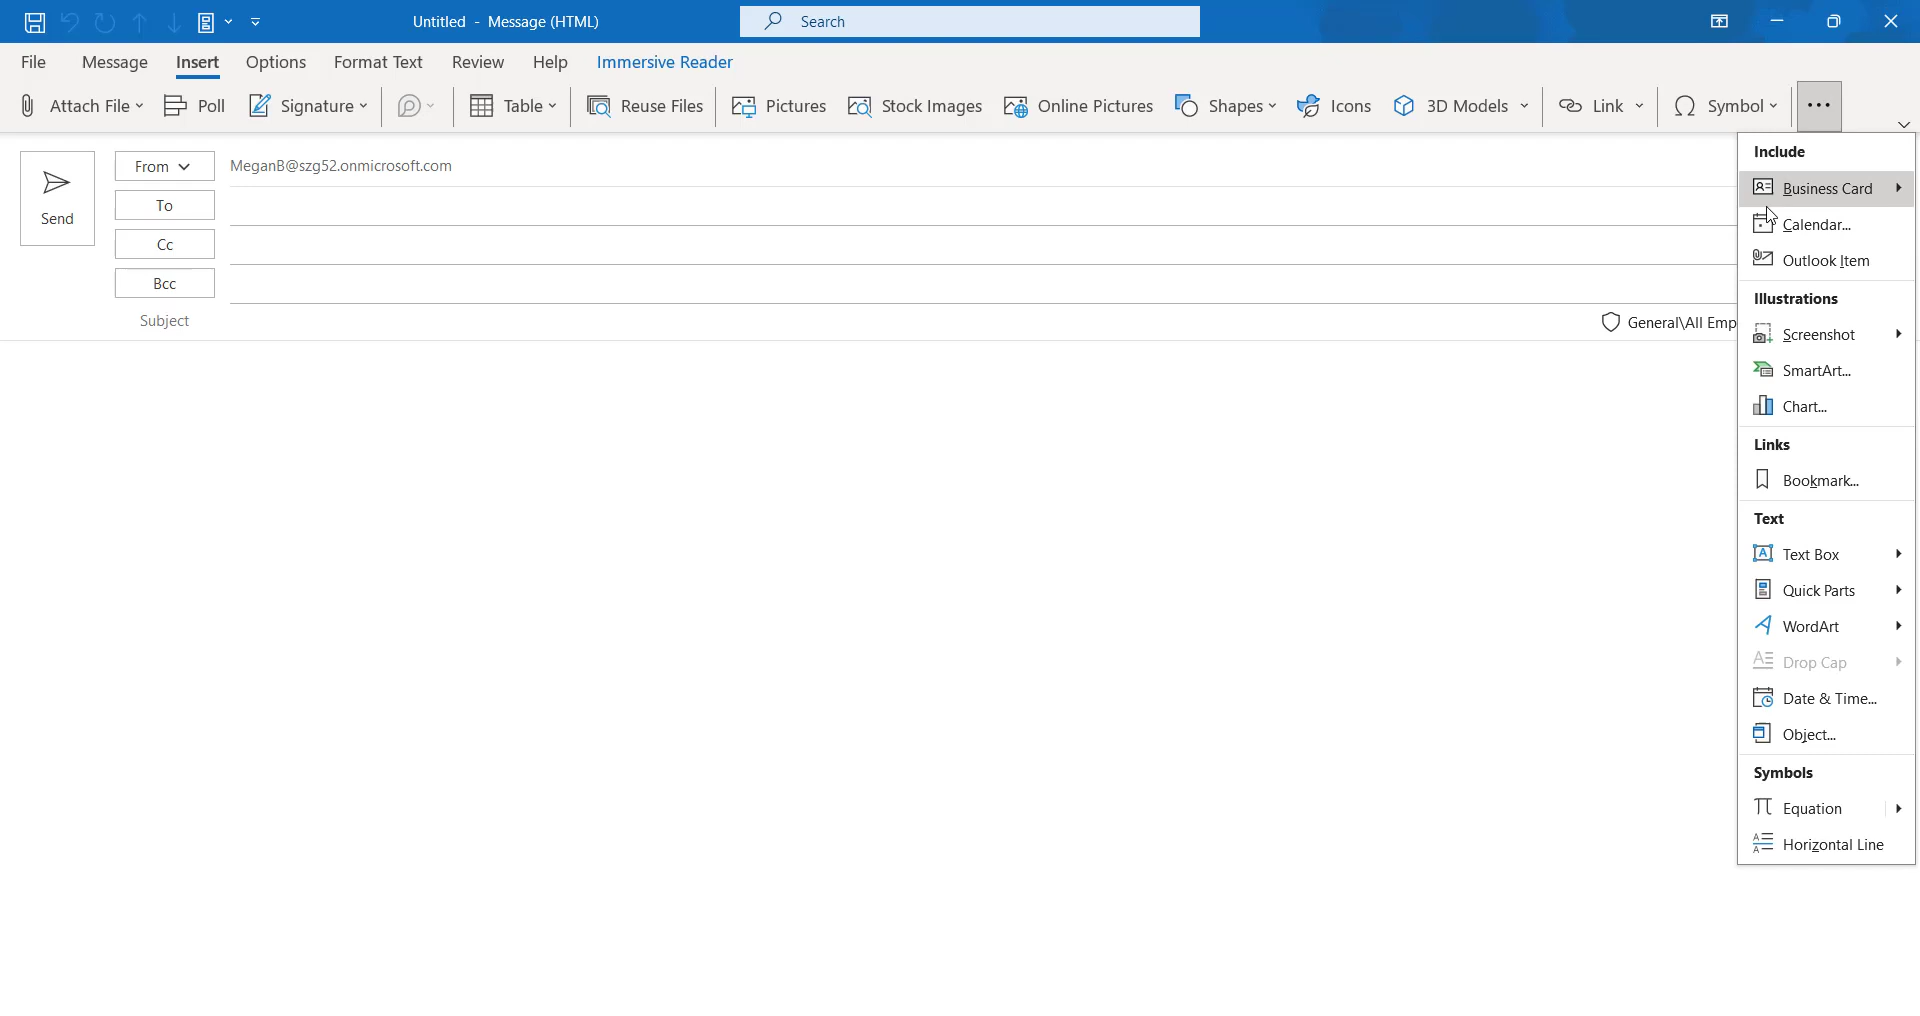 Untitled - Message (HTML)
Search
File Message Insert Options Format Text Review Help Immersive Reader
Attach File Poll Signature Table Reuse Files Pictures Stock Images Online Pictures Shapes Icons 3D Models Link Symbol ...
Send
From MeganB@szg52.onmicrosoft.com
To
Cc
Bcc
Subject
General\All Emp
Include
Business Card
Calendar...
Outlook Item
Illustrations
Screenshot
SmartArt...
Chart...
Links
Bookmark...
Text
Text Box
Quick Parts
WordArt
Drop Cap
Date & Time...
Object...
Symbols
Equation
Horizontal Line